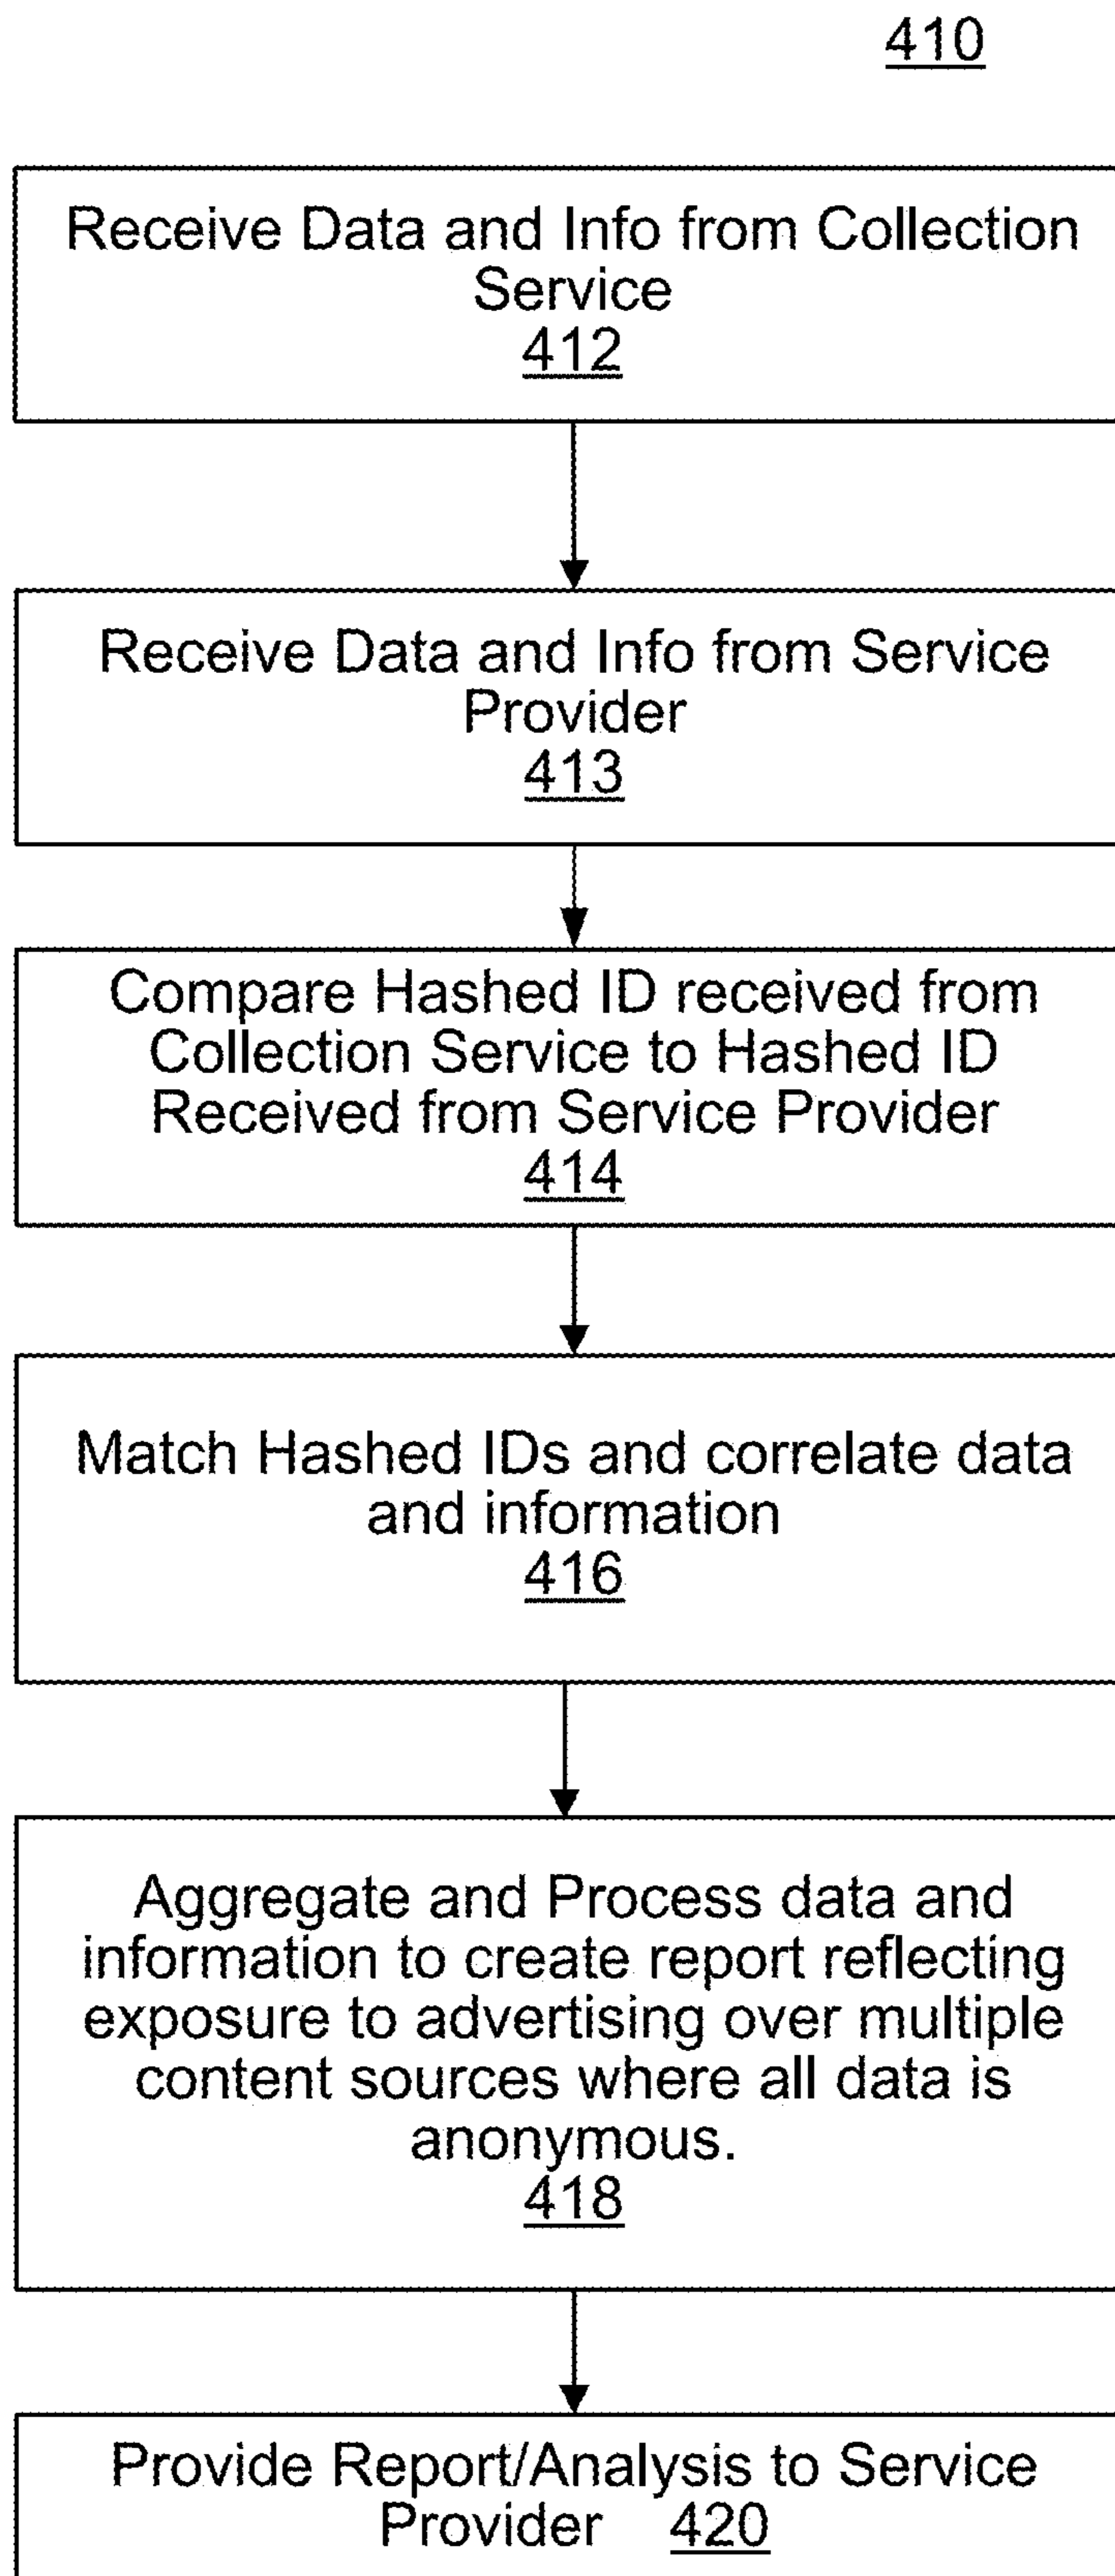 410
Receive Data and Info from Collection
Service
412
Receive Data and Info from Service
Provider
413
Compare Hashed ID received from
Collection Service to Hashed ID
Received from Service Provider
414
Match Hashed IDs and correlate data
and information
416
Aggregate and Process data and
information to create report reflecting
exposure to advertising over multiple
content sources where all data is
anonymous.
418
Provide Report/Analysis to Service
Provider 420